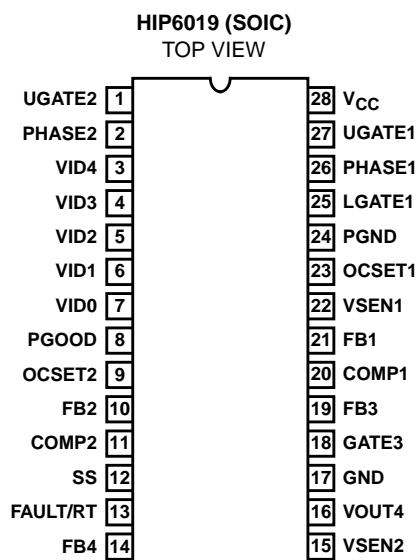 HIP6019 (SOIC)
TOP VIEW
UGATE2 1 28 VCC
PHASE2 2 27 UGATE1
VID4 3 26 PHASE1
VID3 4 25 LGATE1
VID2 5 24 PGND
VID1 6 23 OCSET1
VID0 7 22 VSEN1
PGOOD 8 21 FB1
OCSET2 9 20 COMP1
FB2 10 19 FB3
COMP2 11 18 GATE3
SS 12 17 GND
FAULT/RT 13 16 VOUT4
FB4 14 15 VSEN2